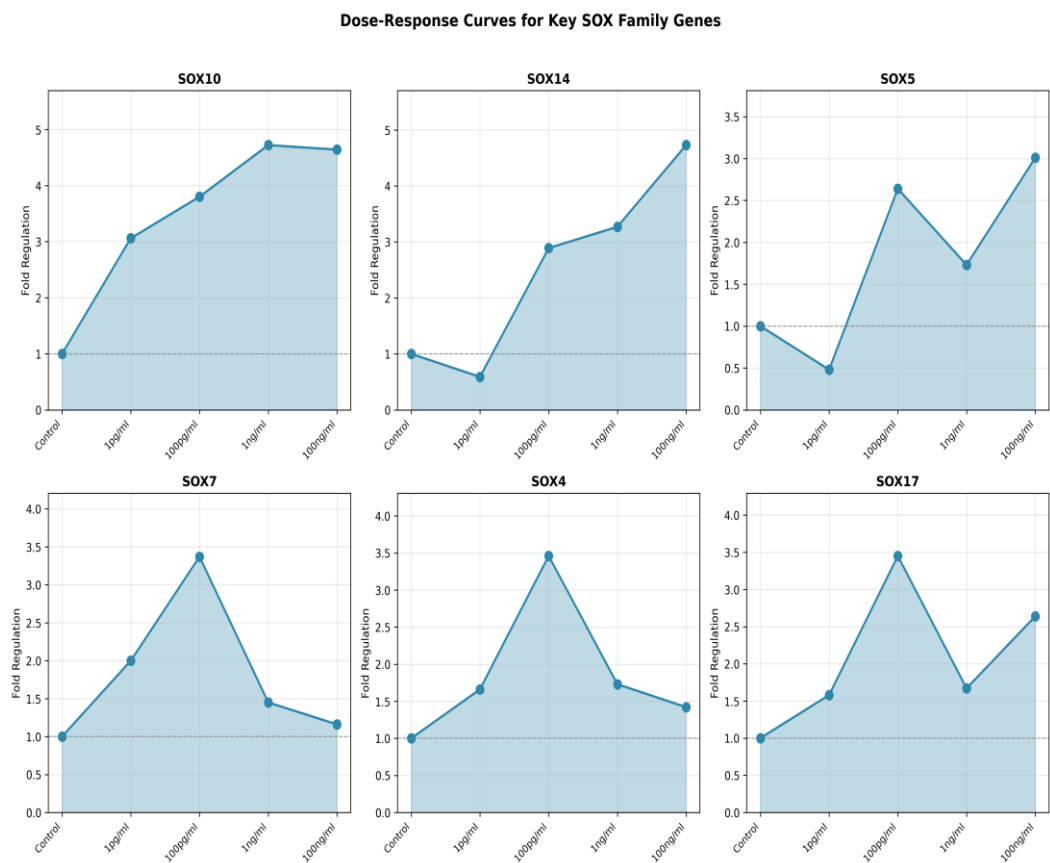 Dose-Response Curves for Key SOX Family Genes
SOX10
Fold Regulation
5
4
3
2
1
0
Control
1pg/ml
100pg/ml
1ng/ml
100ng/ml
SOX14
Fold Regulation
5
4
3
2
1
0
Control
1pg/ml
100pg/ml
1ng/ml
100ng/ml
SOX5
Fold Regulation
3.5
3.0
2.5
2.0
1.5
1.0
0.5
0.0
Control
1pg/ml
100pg/ml
1ng/ml
100ng/ml
SOX7
Fold Regulation
4.0
3.5
3.0
2.5
2.0
1.5
1.0
0.5
0.0
Control
1pg/ml
100pg/ml
1ng/ml
100ng/ml
SOX4
Fold Regulation
4.0
3.5
3.0
2.5
2.0
1.5
1.0
0.5
0.0
Control
1pg/ml
100pg/ml
1ng/ml
100ng/ml
SOX17
Fold Regulation
4.0
3.5
3.0
2.5
2.0
1.5
1.0
0.5
0.0
Control
1pg/ml
100pg/ml
1ng/ml
100ng/ml